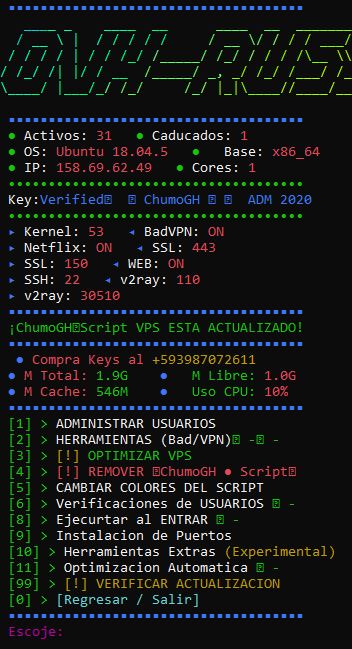 ● Activos: 31 ● Caducados: 1
● OS: Ubuntu 18.04.5 ● Base: x86_64
● IP: 158.69.62.49 ● Cores: 1
Key:Verified ChumoGH ADM 2020
▸ Kernel: 53 ◂ BadVPN: ON
▸ Netflix: ON ◂ SSL: 443
▸ SSL: 150 ◂ WEB: ON
▸ SSH: 22 ◂ v2ray: 110
▸ v2ray: 30510
¡ChumoGHScript VPS ESTA ACTUALIZADO!
● Compra Keys al +593987072611
● M Total: 1.9G ● M Libre: 1.0G
● M Cache: 546M ● Uso CPU: 10%
[1] > ADMINISTRAR USUARIOS
[2] > HERRAMIENTAS (Bad/VPN) - -
[3] > [!] OPTIMIZAR VPS
[4] > [!] REMOVER ChumoGH ● Script
[5] > CAMBIAR COLORES DEL SCRIPT
[6] > Verificaciones de USUARIOS -
[8] > Ejecurtar al ENTRAR -
[9] > Instalacion de Puertos
[10] > Herramientas Extras (Experimental)
[11] > Optimizacion Automatica -
[99] > [!] VERIFICAR ACTUALIZACION
[0] > [Regresar / Salir]
Escoje: